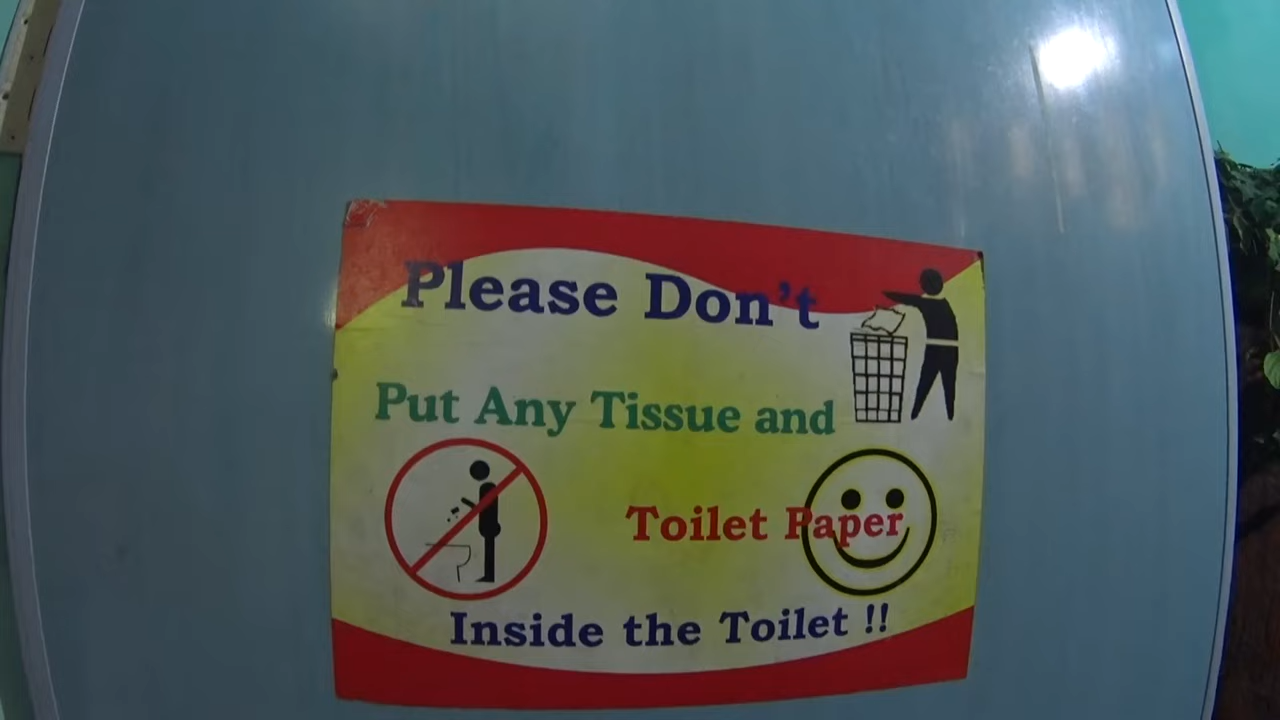 Please Don't
Put Any Tissue and
Toilet Paper
Inside the Toilet !!